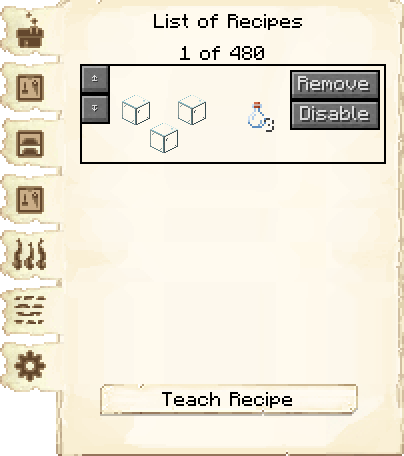 List of Recipes
1 of 480
Remove
3
Disable
Teach Recipe